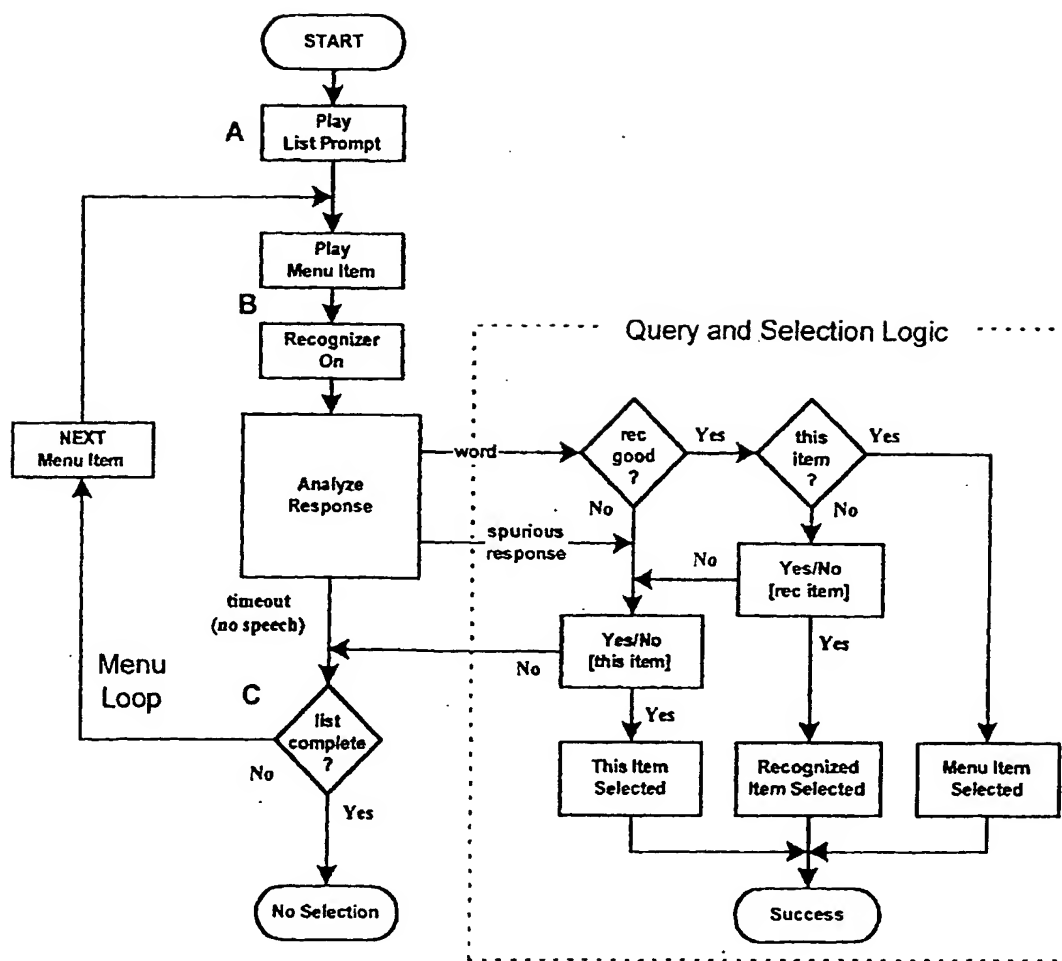 START
A
Play
List Prompt
Play
Menu Item
B
Recognizer
On
Query and Selection Logic
NEXT
Menu Item
Analyze
Response
word
rec
good
?
Yes
this
item
?
Yes
No
No
spurious
response
Yes/No
[rec item]
No
timeout
(no speech)
Yes/No
[this item]
No
Yes
Menu
Loop
C
list
complete
?
No
Yes
Yes
This Item
Selected
Recognized
Item Selected
Menu Item
Selected
No Selection
Success